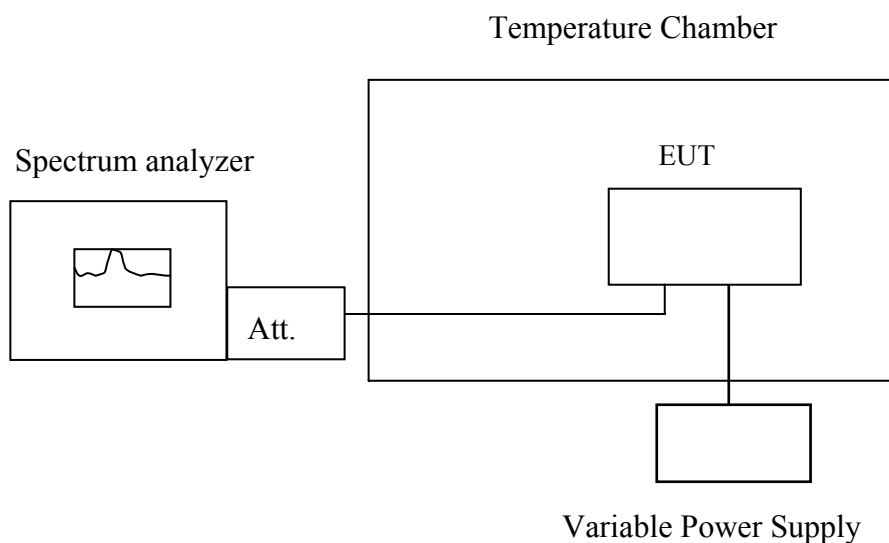 Temperature Chamber
Spectrum analyzer
EUT
Att.
Variable Power Supply